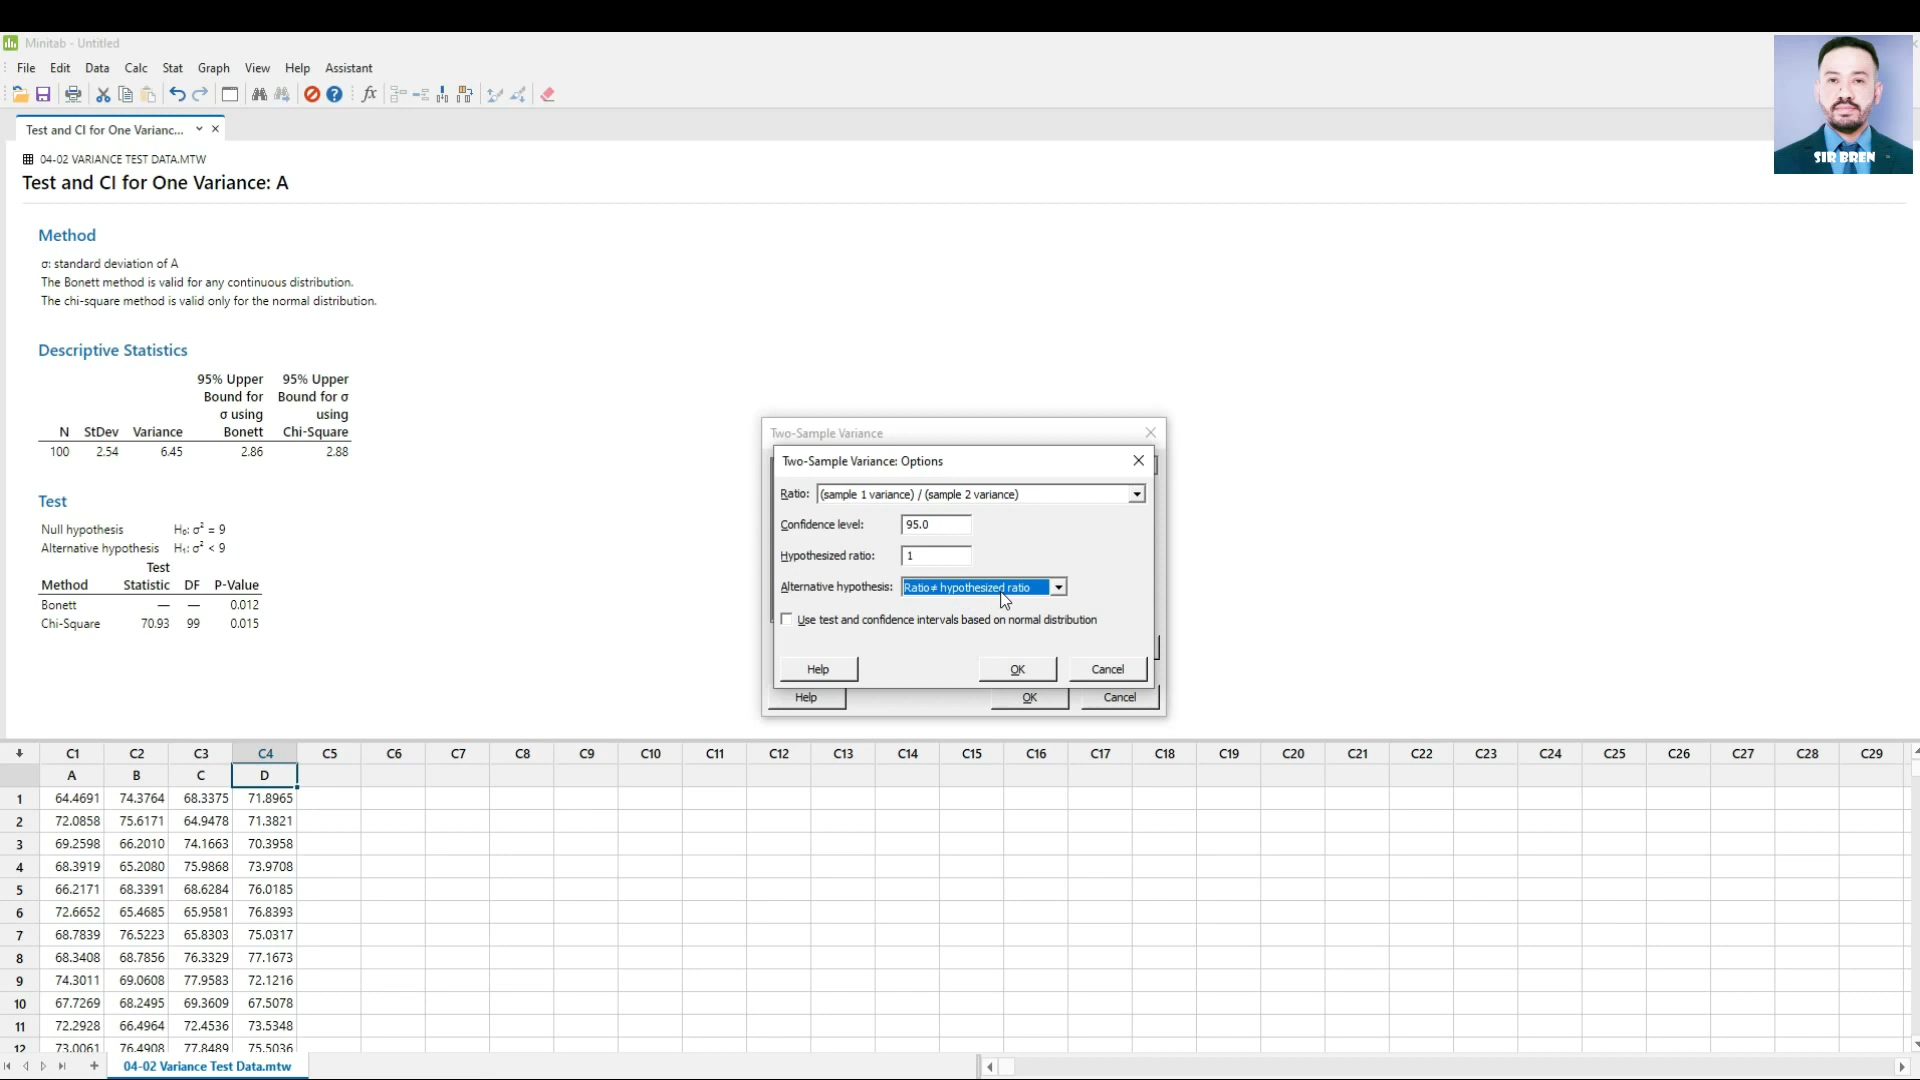 Minitab - Untitled
File Edit Data Calc Stat Graph View Help Assistant
fx
Test and CI for One Varianc...
04-02 VARIANCE TEST DATA.MTW
Test and CI for One Variance: A
Method
σ: standard deviation of A
The Bonett method is valid for any continuous distribution.
The chi-square method is valid only for the normal distribution.
Descriptive Statistics
95% Upper 95% Upper
Bound for Bound for σ
σ using using
N StDev Variance Bonett Chi-Square
100 2.54 6.45 2.86 2.88
Test
Null hypothesis H₀: σ² = 9
Alternative hypothesis H₁: σ² < 9
Test
Method Statistic DF P-Value
Bonett — — 0.012
Chi-Square 70.93 99 0.015
SIR BREN
Two-Sample Variance
Two-Sample Variance: Options
Ratio: (sample 1 variance) / (sample 2 variance)
Confidence level: 95.0
Hypothesized ratio: 1
Alternative hypothesis: Ratio ≠ hypothesized ratio
Use test and confidence intervals based on normal distribution
Help OK Cancel
Help OK Cancel
C1 C2 C3 C4 C5 C6 C7 C8 C9 C10 C11 C12 C13 C14 C15 C16 C17 C18 C19 C20 C21 C22 C23 C24 C25 C26 C27 C28 C29
A B C D
1 64.4691 74.3764 68.3375 71.8965
2 72.0858 75.6171 64.9478 71.3821
3 69.2598 66.2010 74.1663 70.3958
4 68.3919 65.2080 75.9868 73.9708
5 66.2171 68.3391 68.6284 76.0185
6 72.6652 65.4685 65.9581 76.8393
7 68.7839 76.5223 65.8303 75.0317
8 68.3408 68.7856 76.3329 77.1673
9 74.3011 69.0608 77.9583 72.1216
10 67.7269 68.2495 69.3609 67.5078
11 72.2928 66.4964 72.4536 73.5348
12 73.0061 76.4908 77.8489 75.5036
04-02 Variance Test Data.mtw